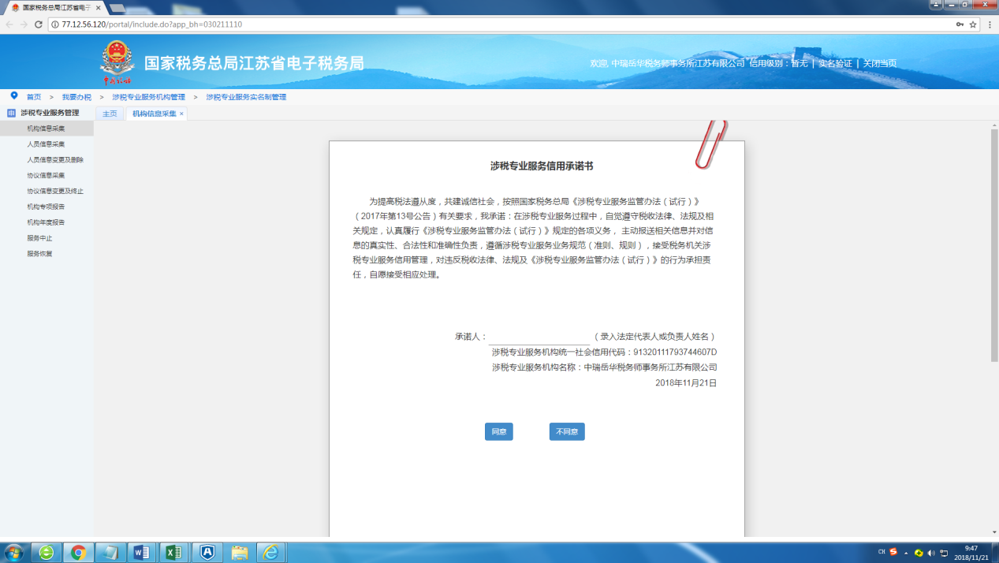 国家税务总局江苏省电子
77.12.56.120/portal/include.do?app_bh=030211110
国家税务总局江苏省电子税务局
欢迎, 中瑞岳华税务师事务所江苏有限公司 信用级别：暂无 | 实名验证 | 关闭当页
首页 > 我要办税 > 涉税专业服务机构管理 > 涉税专业服务实名制管理
涉税专业服务管理
主页 机构信息采集 ×
机构信息采集
人员信息采集
人员信息变更及删除
协议信息采集
协议信息变更及终止
机构专项报告
机构年度报告
服务中止
服务恢复
涉税专业服务信用承诺书
为提高税法遵从度，共建诚信社会，按照国家税务总局《涉税专业服务监管办法（试行）》
（2017年第13号公告）有关要求，我承诺：在涉税专业服务过程中，自觉遵守税收法律、法规及相
关规定，认真履行《涉税专业服务监管办法（试行）》规定的各项义务， 主动报送相关信息并对信
息的真实性、合法性和准确性负责，遵循涉税专业服务业务规范（准则、规则），接受税务机关涉
税专业服务信用管理，对违反税收法律、法规及《涉税专业服务监管办法（试行）》的行为承担责
任，自愿接受相应处理。
承诺人： （录入法定代表人或负责人姓名）
涉税专业服务机构统一社会信用代码：91320111793744607D
涉税专业服务机构名称：中瑞岳华税务师事务所江苏有限公司
2018年11月21日
同意 不同意
CH
9:47
2018/11/21